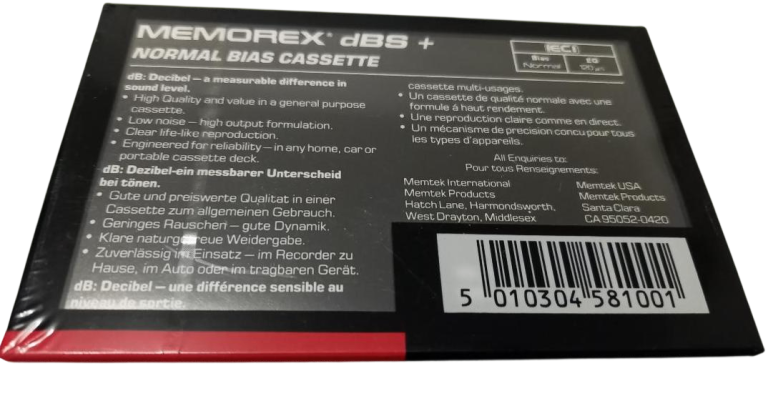 MEMOREX® dBS +
NORMAL BIAS CASSETTE
IEC I
Bias
Normal
EQ
120 µs
dB: Decibel – a measurable difference in
sound level.
• High Quality and value in a general purpose
cassette.
• Low noise – high output formulation.
• Clear life-like reproduction.
• Engineered for reliability – in any home, car or
portable cassette deck.
dB: Dezibel-ein messbarer Unterscheid
bei tönen.
• Gute und preiswerte Qualitat in einer
Cassette zum allgemeinen Gebrauch.
• Geringes Rauschen – gute Dynamik.
• Klare naturgetreue Weidergabe.
• Zuverlässig im Einsatz – im Recorder zu
Hause, im Auto oder im tragbaren Gerät.
dB: Decibel – une différence sensible au
niveau de sortie.
cassette multi-usages.
• Un cassette de qualité normale avec une
formule à haut rendement.
• Une reproduction claire comme en direct.
• Un mécanisme de precision concu pour tous
les types d'appareils.
All Enquires to:
Pour tous Renseignements:
Memtek International
Memtek Products
Hatch Lane, Harmondsworth,
West Drayton, Middlesex
Memtek USA
Memtek Products
Santa Clara
CA 95052-0420
5 010304 581001